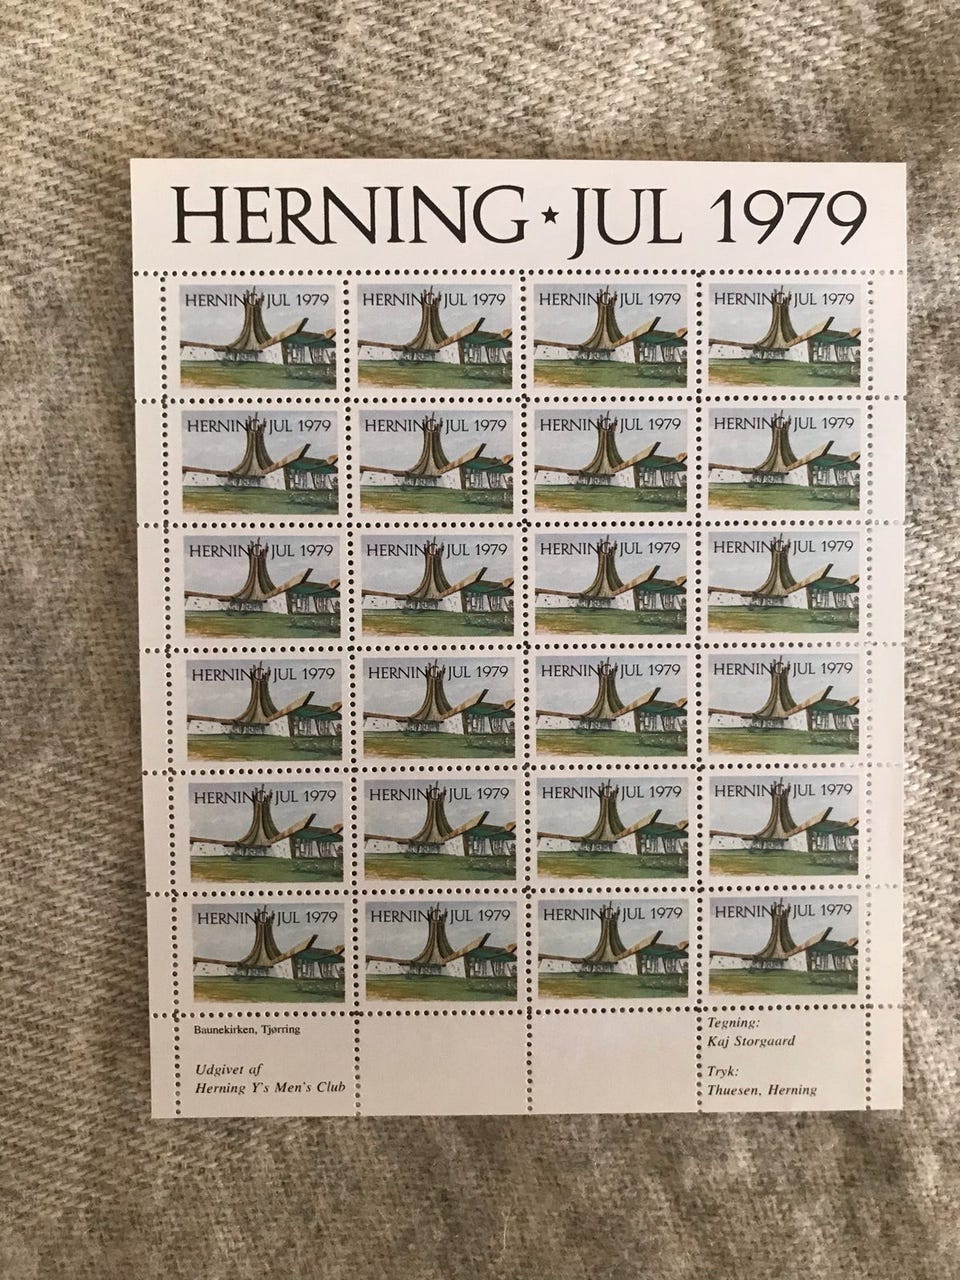 HERNING ★ JUL 1979
HERNING JUL 1979 HERNING JUL 1979 HERNING JUL 1979 HERNING JUL 1979
HERNING JUL 1979 HERNING JUL 1979 HERNING JUL 1979 HERNING JUL 1979
HERNING JUL 1979 HERNING JUL 1979 HERNING JUL 1979 HERNING JUL 1979
HERNING JUL 1979 HERNING JUL 1979 HERNING JUL 1979 HERNING JUL 1979
HERNING JUL 1979 HERNING JUL 1979 HERNING JUL 1979 HERNING JUL 1979
HERNING JUL 1979 HERNING JUL 1979 HERNING JUL 1979 HERNING JUL 1979
Baunekirken, Tjørring
Udgivet af
Herning Y's Men's Club
Tegning:
Kaj Storgaard
Tryk:
Thuesen, Herning